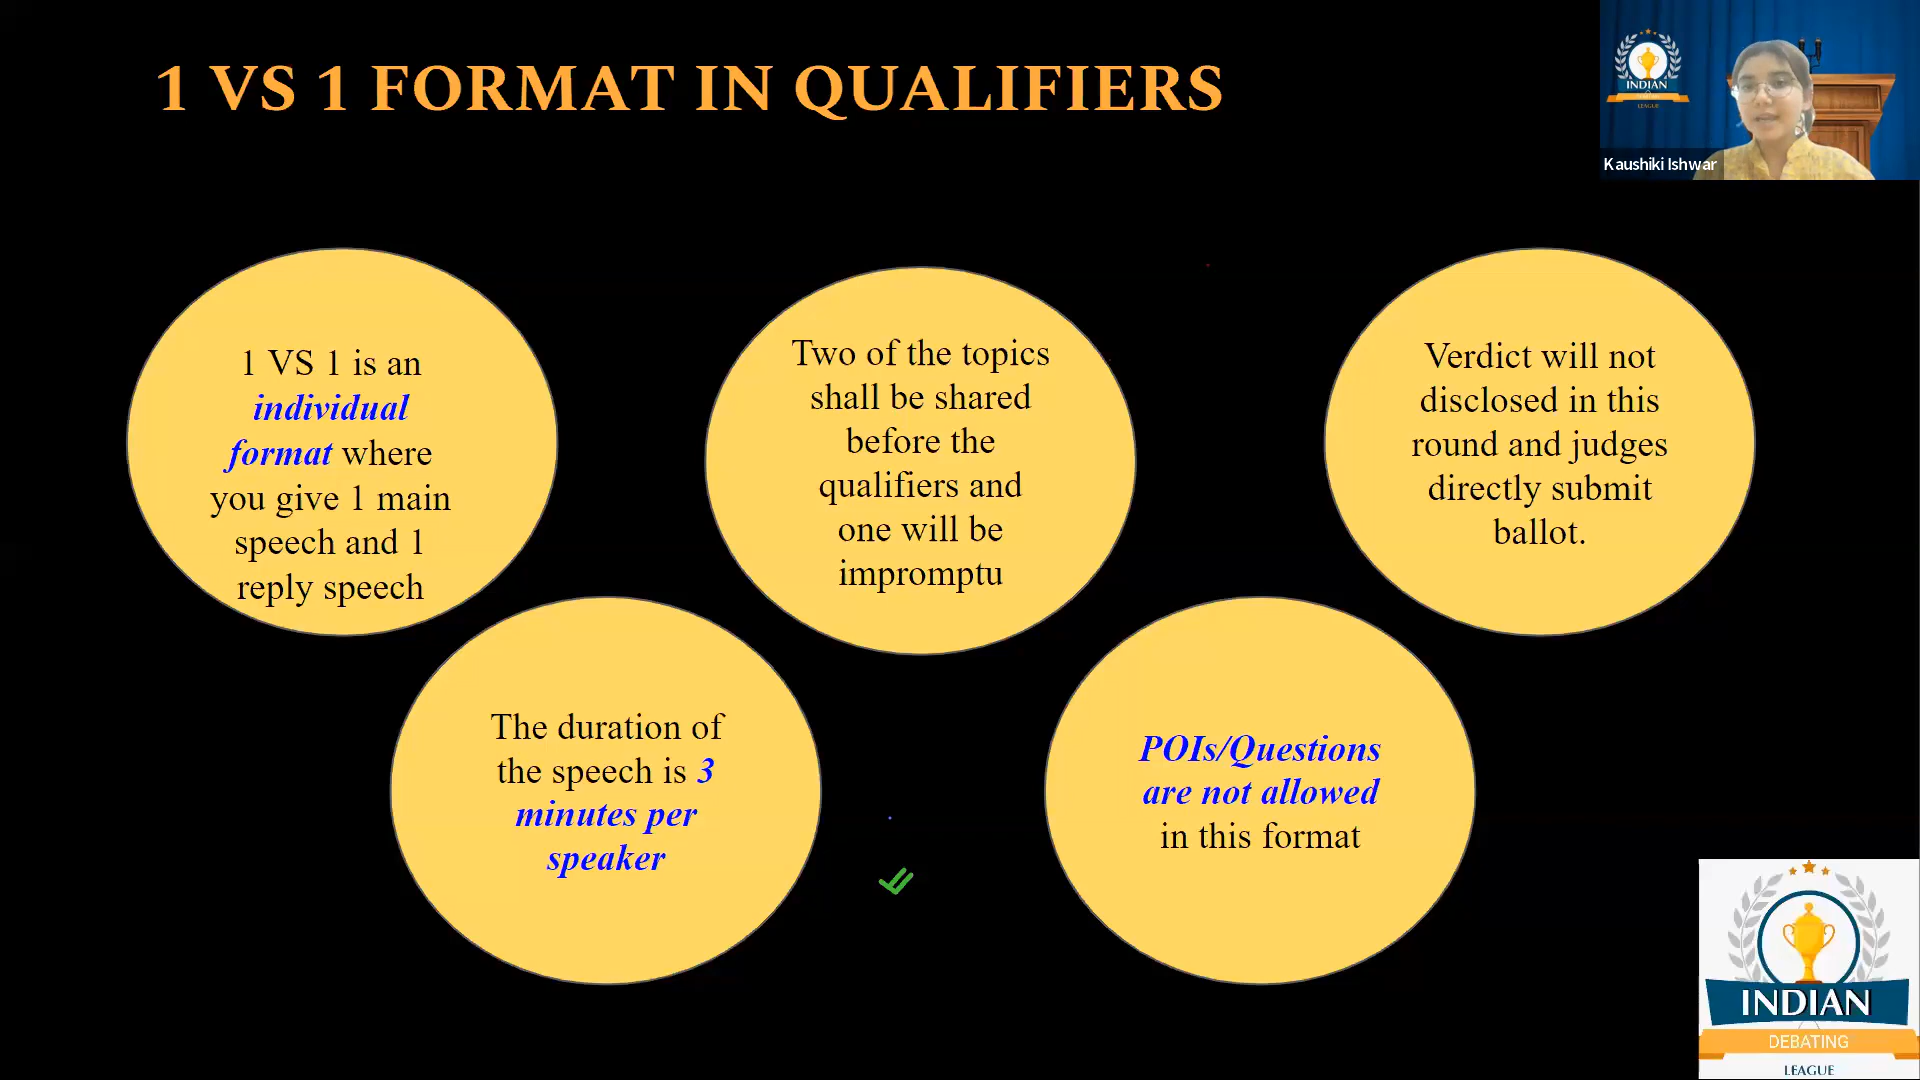 1 VS 1 FORMAT IN QUALIFIERS
INDIAN
LEAGUE
Kaushiki Ishwar
1 VS 1 is an
individual
format where
you give 1 main
speech and 1
reply speech
Two of the topics
shall be shared
before the
qualifiers and
one will be
impromptu
Verdict will not
disclosed in this
round and judges
directly submit
ballot.
The duration of
the speech is 3
minutes per
speaker
POIs/Questions
are not allowed
in this format
INDIAN
DEBATING
LEAGUE